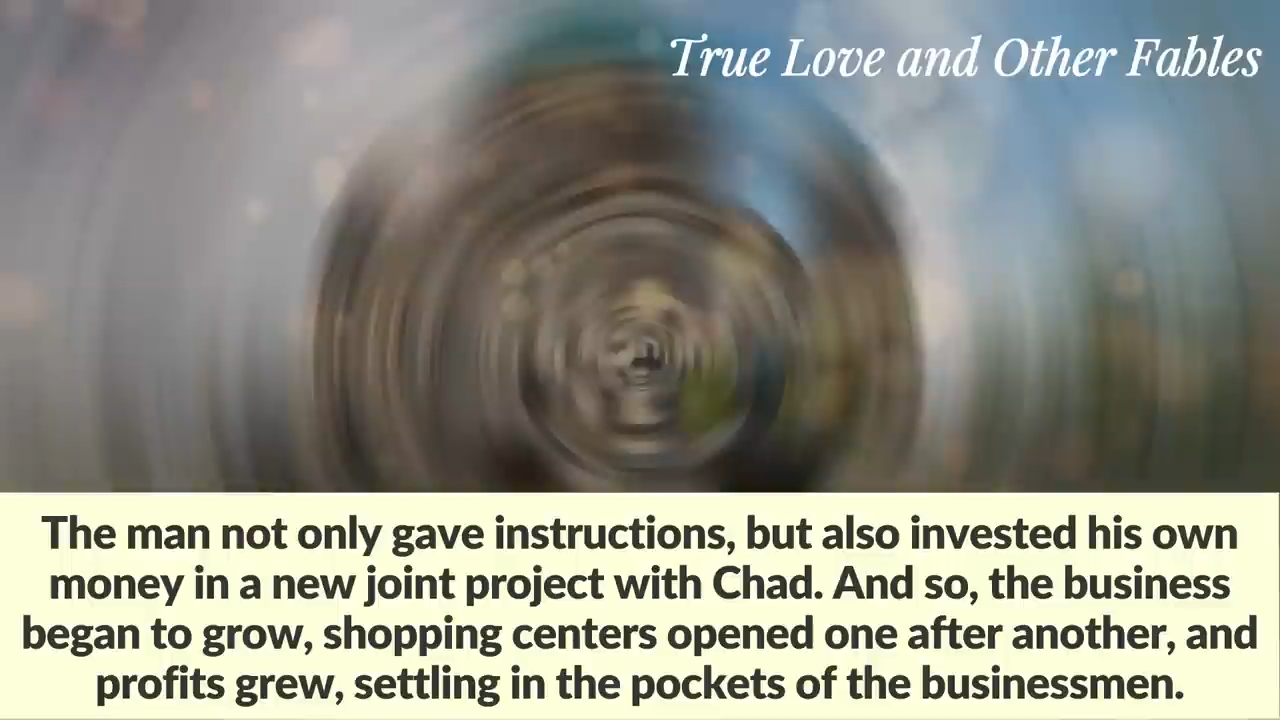 True Love and Other Fables
The man not only gave instructions, but also invested his own
money in a new joint project with Chad. And so, the business
began to grow, shopping centers opened one after another, and
profits grew, settling in the pockets of the businessmen.